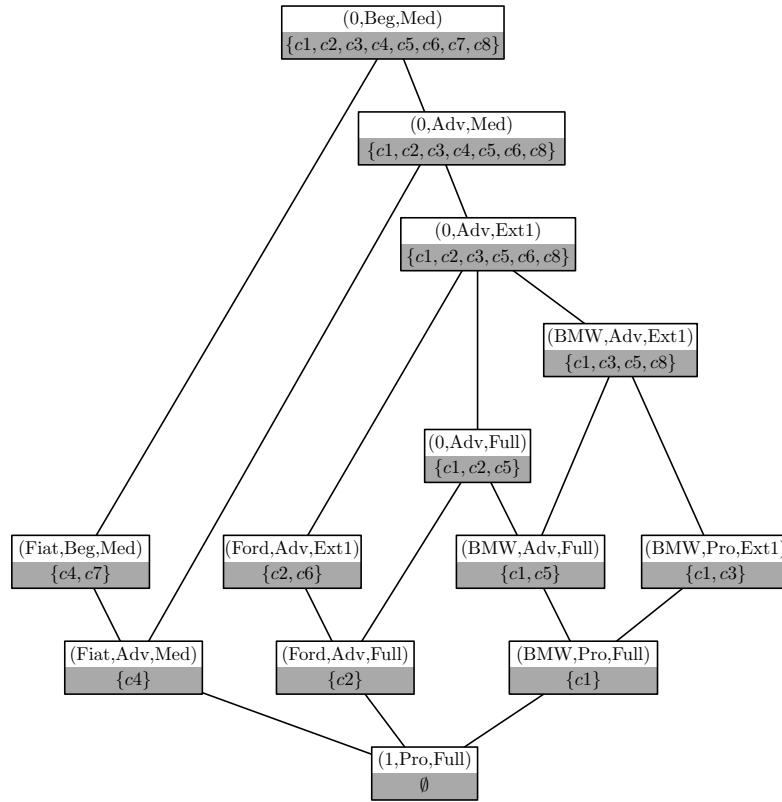 (0,Beg,Med)
{c1, c2, c3, c4, c5, c6, c7, c8}
(0,Adv,Med)
{c1, c2, c3, c4, c5, c6, c8}
(0,Adv,Ext1)
{c1, c2, c3, c5, c6, c8}
(BMW,Adv,Ext1)
{c1, c3, c5, c8}
(0,Adv,Full)
{c1, c2, c5}
(Fiat,Beg,Med)
{c4, c7}
(Ford,Adv,Ext1)
{c2, c6}
(BMW,Adv,Full)
{c1, c5}
(BMW,Pro,Ext1)
{c1, c3}
(Fiat,Adv,Med)
{c4}
(Ford,Adv,Full)
{c2}
(BMW,Pro,Full)
{c1}
(1,Pro,Full)
∅